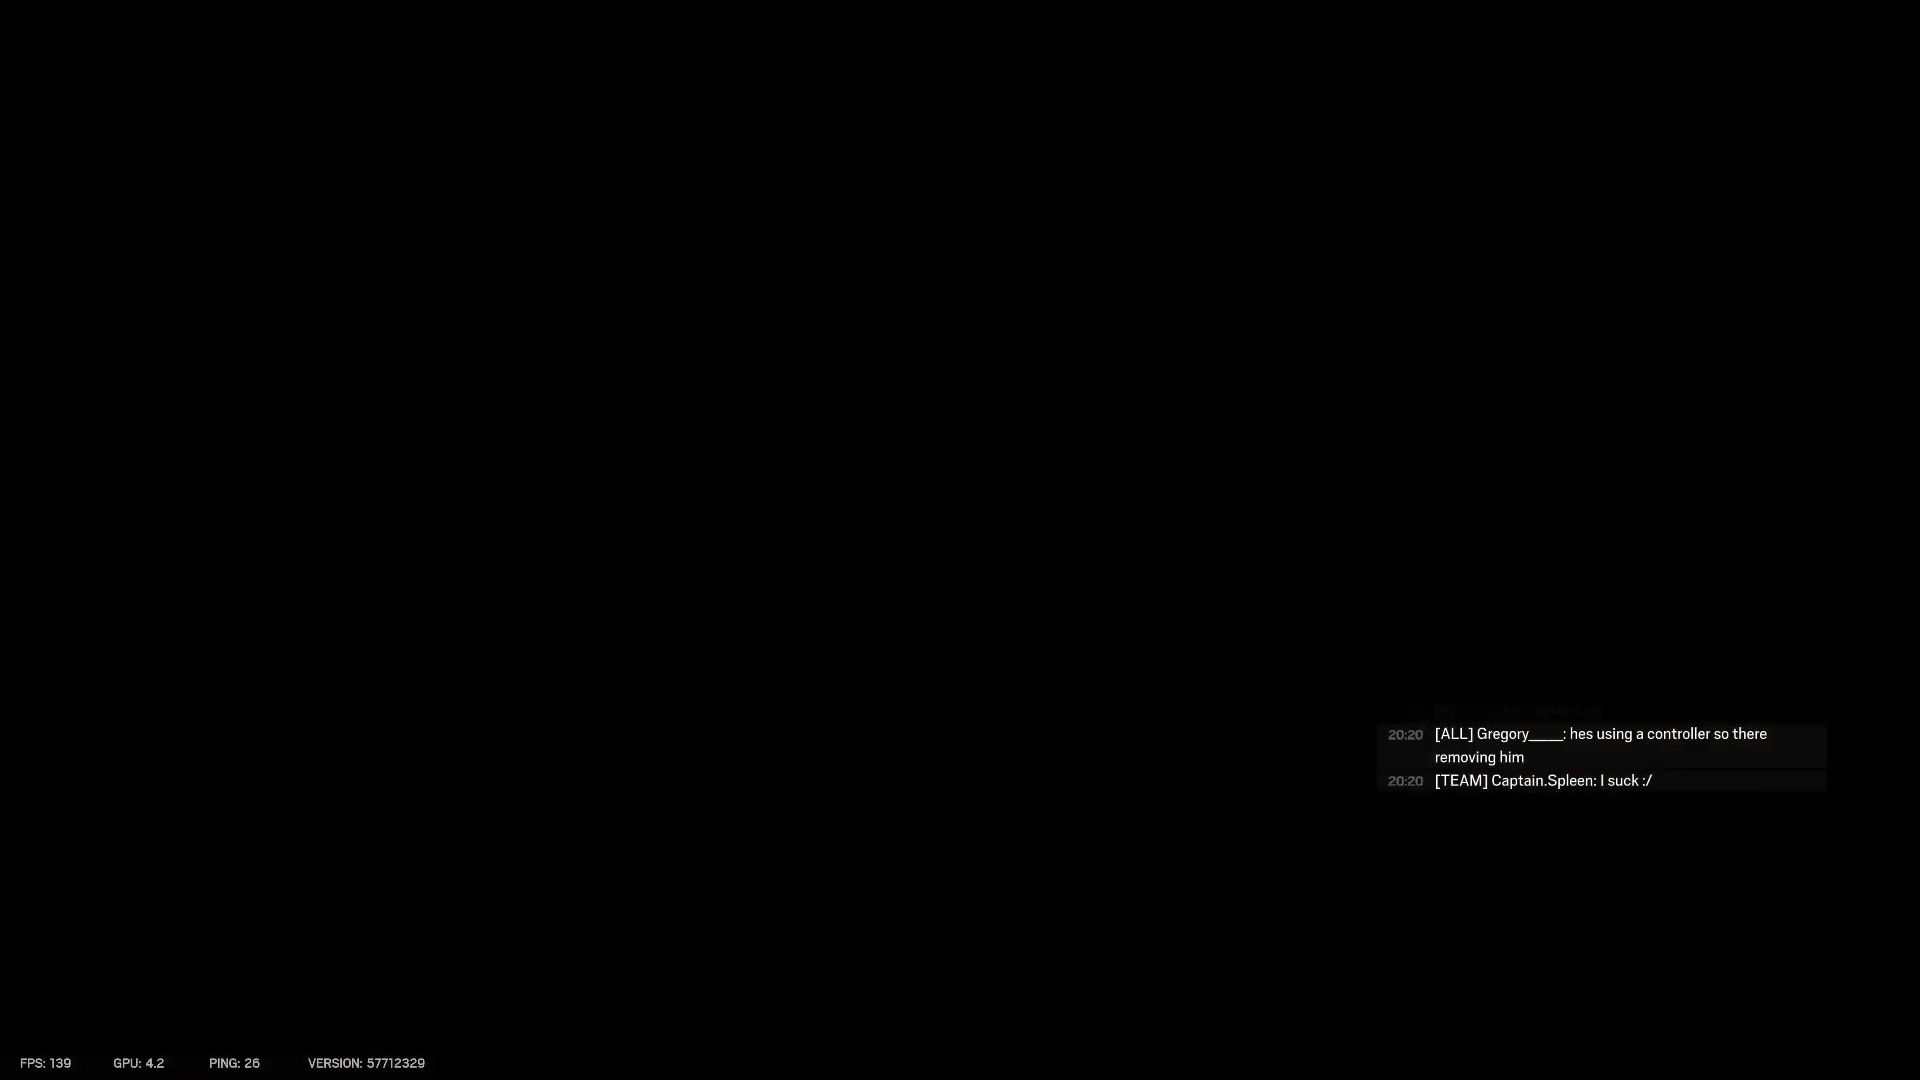 20:20 [ALL] Gregory____: hes using a controller so there
removing him
20:20 [TEAM] Captain.Spleen: I suck :/
FPS: 139 GPU: 4.2 PING: 26 VERSION: 57712329